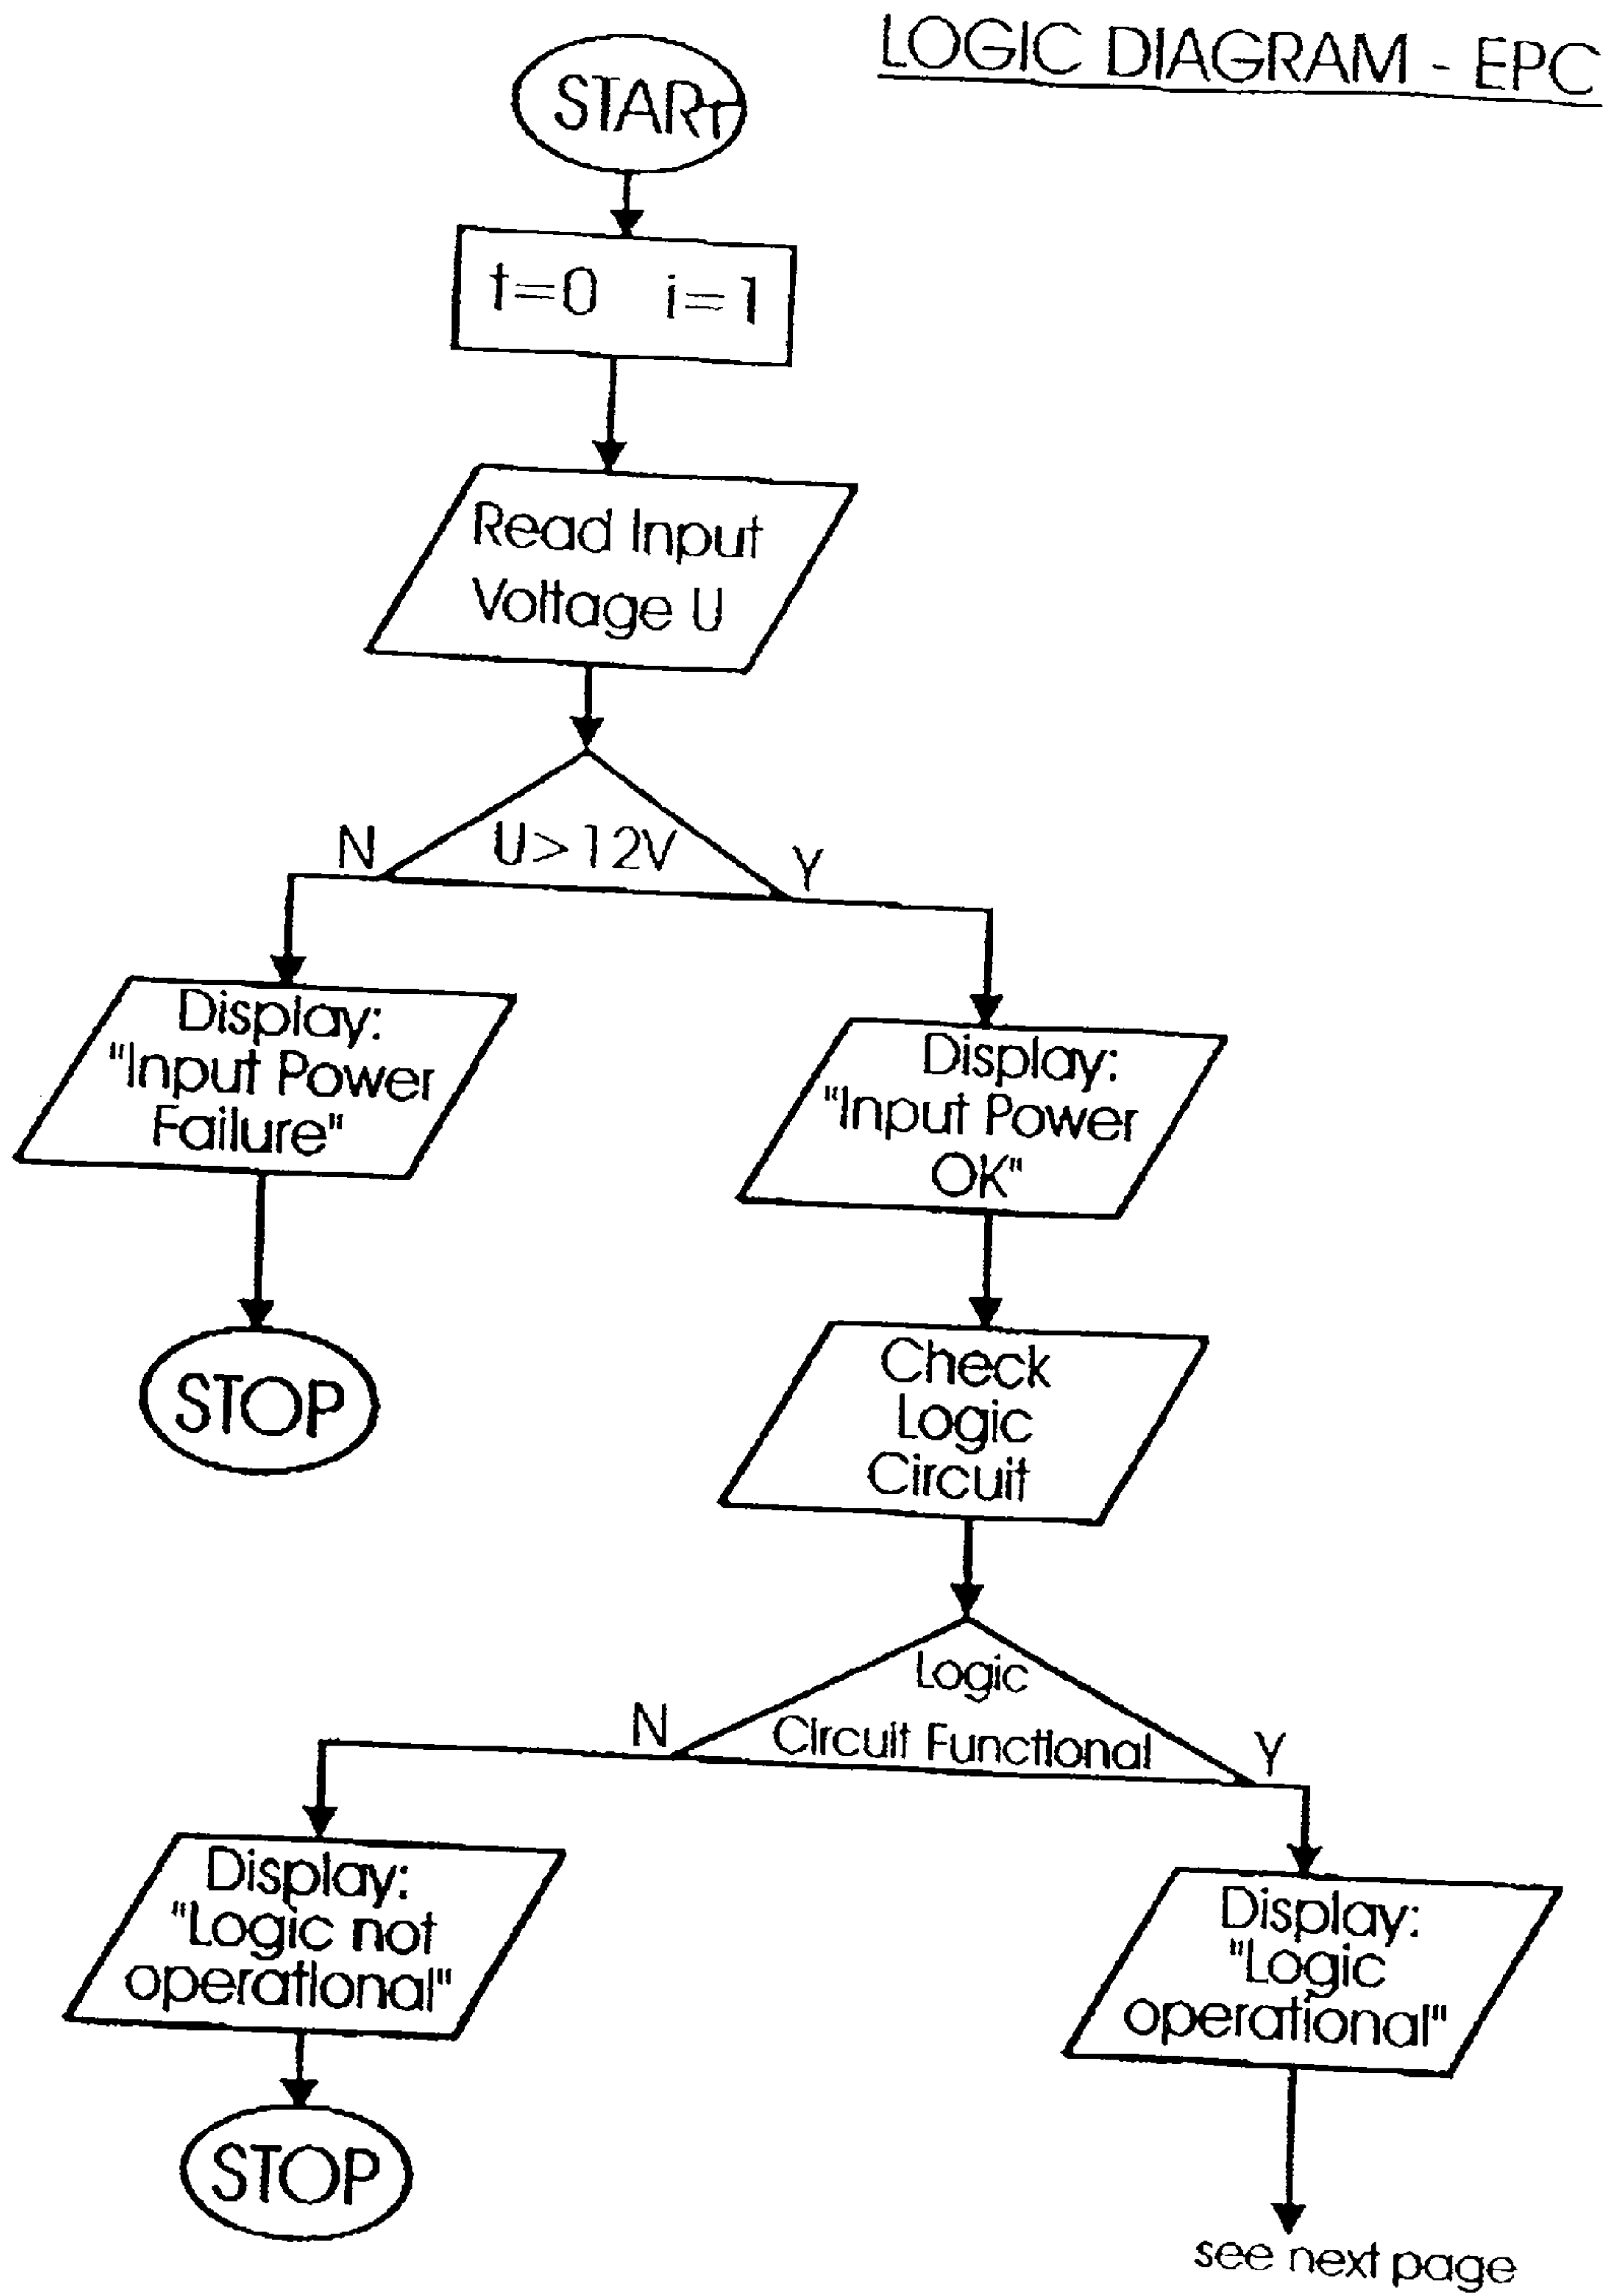 LOGIC DIAGRAM - EPC
START
t=0 i=1
Read Input
Voltage U
U>12V
N
Y
Display:
"Input Power
Failure"
STOP
Display:
"Input Power
OK"
Check
Logic
Circuit
Logic
Circuit Functional
N
Y
Display:
"Logic not
operational"
STOP
Display:
"Logic
operational"
see next page